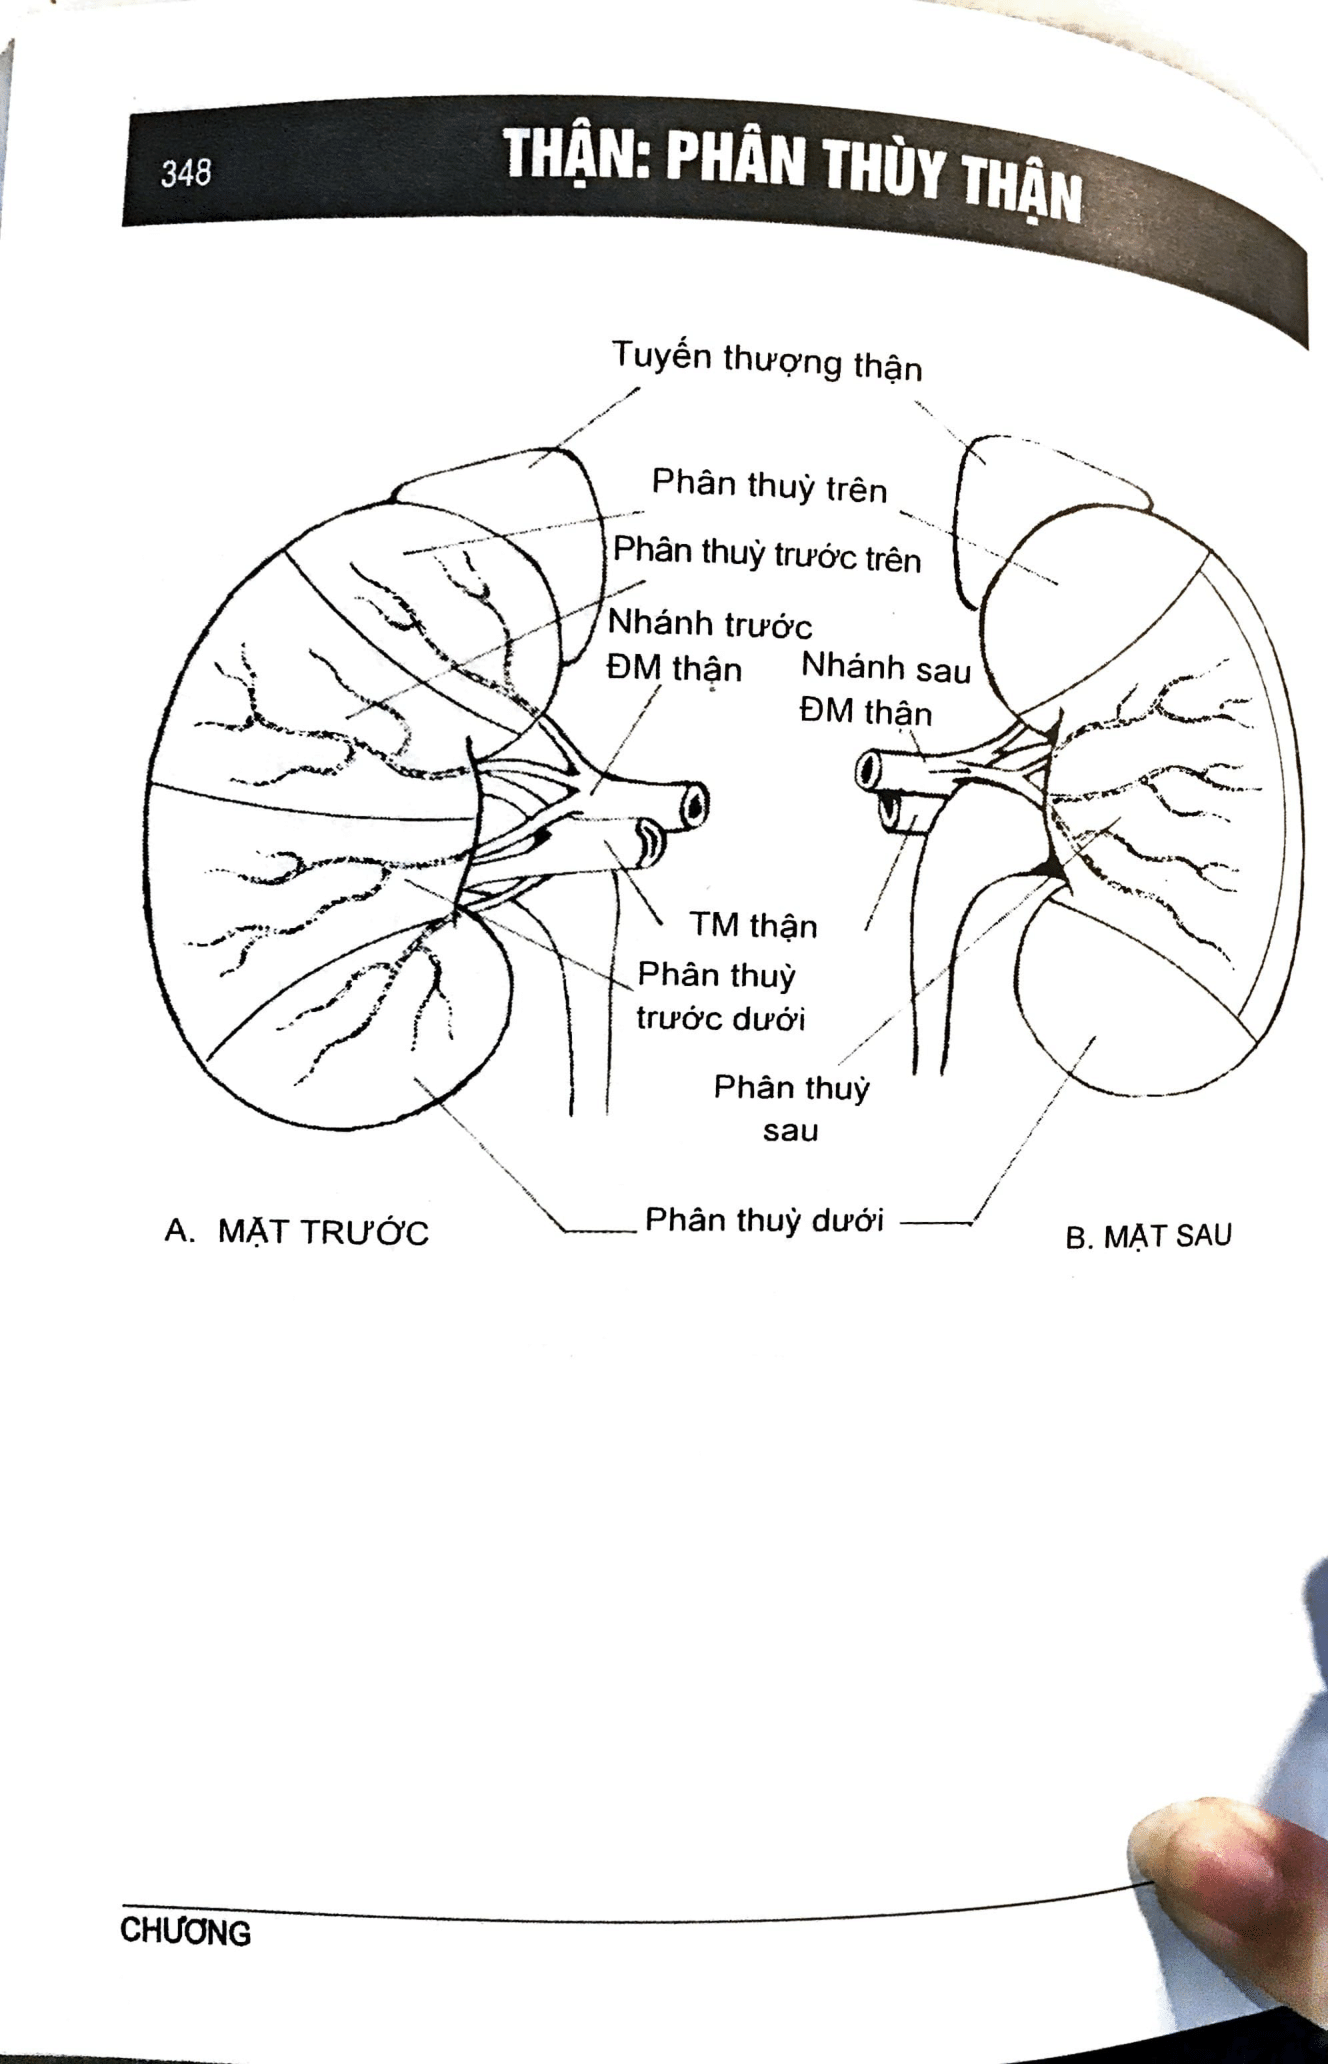 348
THẬN: PHÂN THÙY THẬN
Tuyến thượng thận
Phân thuỳ trên
Phân thuỳ trước trên
Nhánh trước
ĐM thận
Nhánh sau
ĐM thận
TM thận
Phân thuỳ
trước dưới
Phân thuỳ
sau
Phân thuỳ dưới
A. MẶT TRƯỚC
B. MẶT SAU
CHƯƠNG